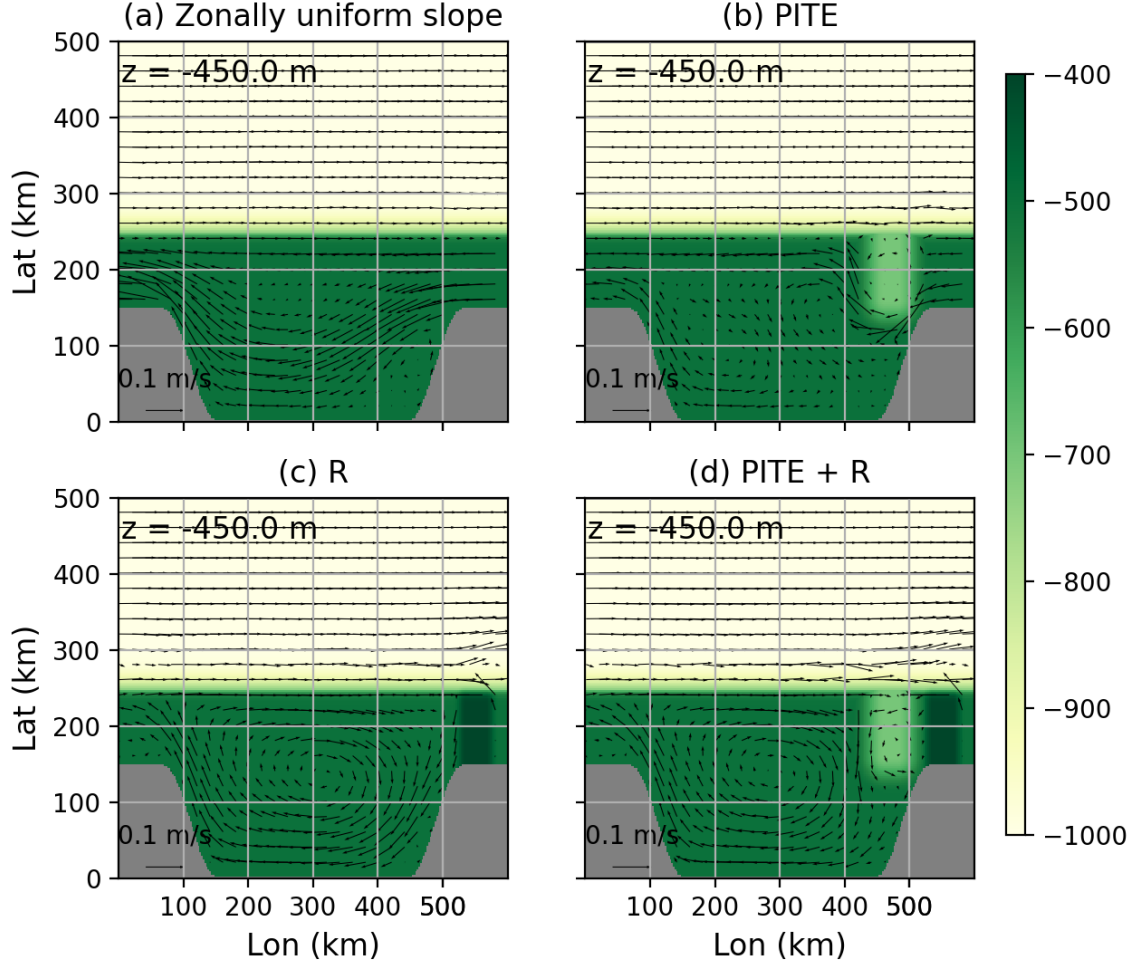 (a) Zonally uniform slope
(b) PITE
500
400
300
200
100
0
Lat (km)
z = -450.0 m
0.1 m/s
z = -450.0 m
0.1 m/s
−400
−500
−600
−700
−800
−900
−1000
(c) R
(d) PITE + R
500
400
300
200
100
0
Lat (km)
z = -450.0 m
0.1 m/s
z = -450.0 m
0.1 m/s
100 200 300 400 500
100 200 300 400 500
Lon (km)
Lon (km)